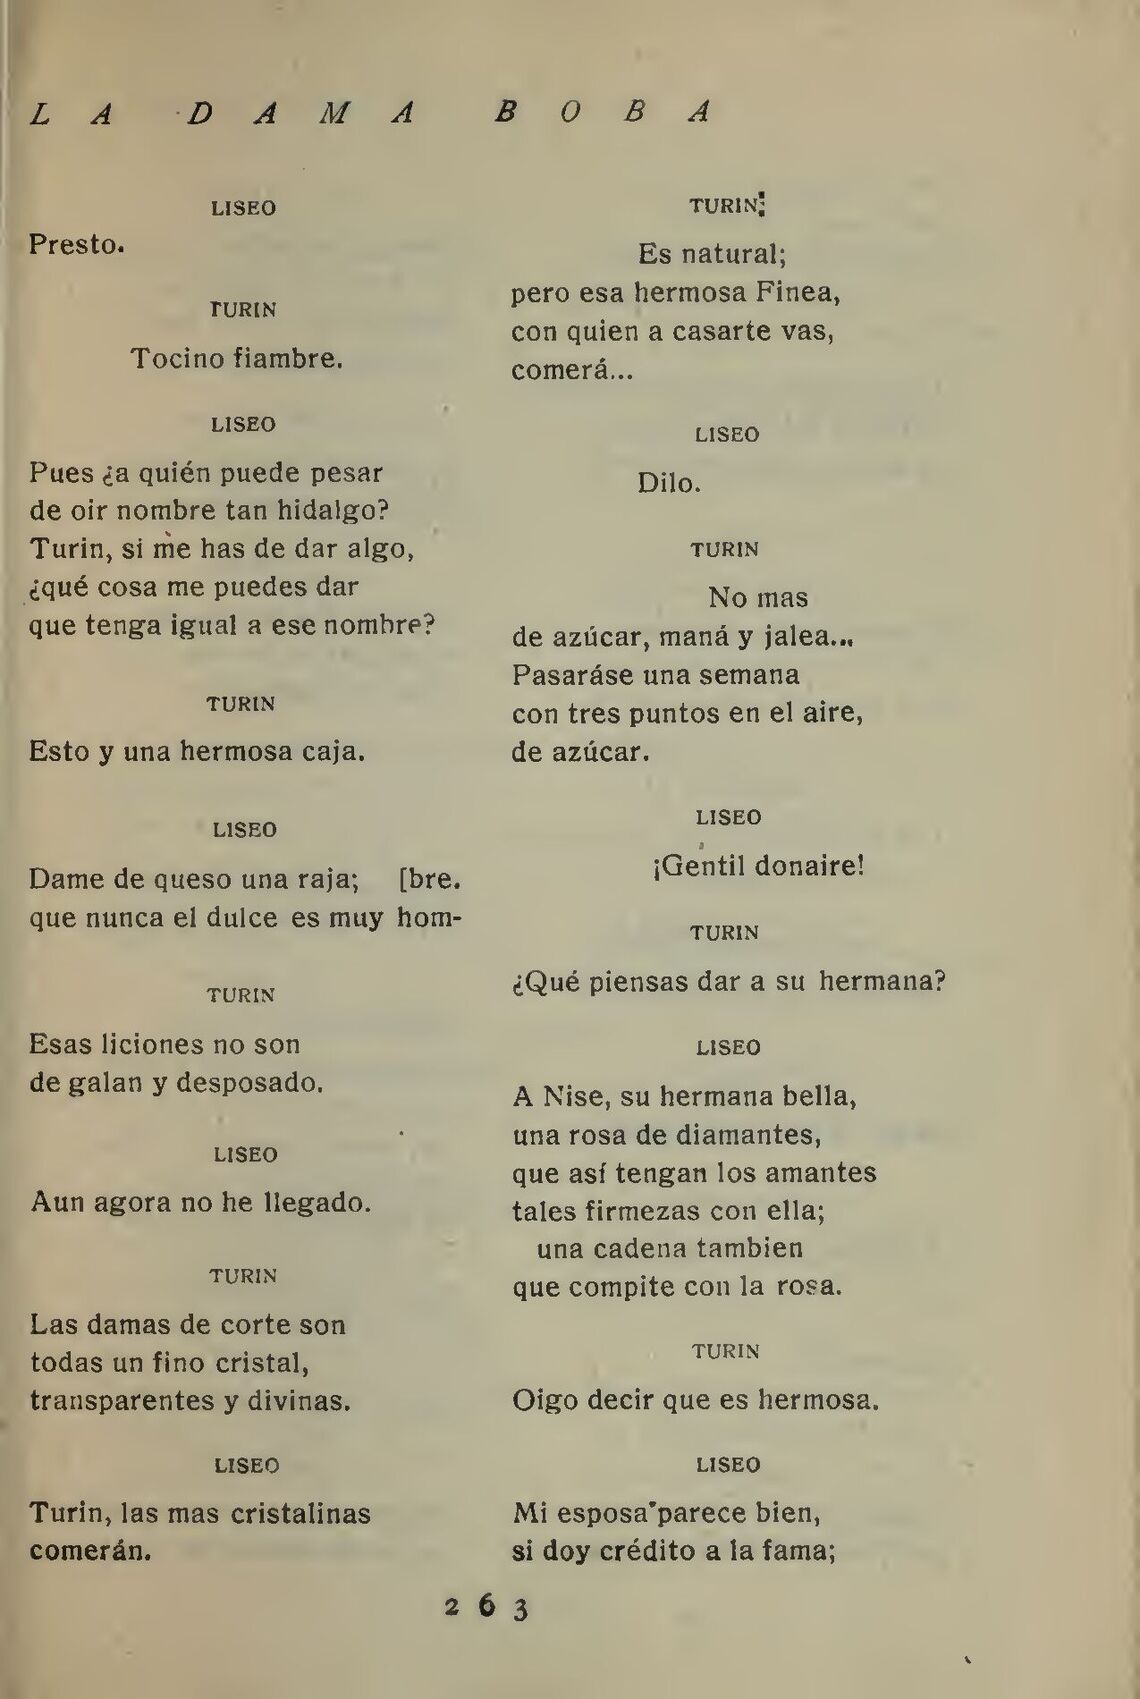 LA DAMA BOBA
LISEO
Presto.
TURIN
Tocino fiambre.
LISEO
Pues ¿a quién puede pesar
de oir nombre tan hidalgo?
Turin, si me has de dar algo,
¿qué cosa me puedes dar
que tenga igual a ese nombre?
TURIN
Esto y una hermosa caja.
LISEO
Dame de queso una raja; [bre.
que nunca el dulce es muy hom-
TURIN
Esas liciones no son
de galan y desposado.
LISEO
Aun agora no he llegado.
TURIN
Las damas de corte son
todas un fino cristal,
transparentes y divinas.
LISEO
Turin, las mas cristalinas
comerán.
TURIN
Es natural;
pero esa hermosa Finea,
con quien a casarte vas,
comerá...
LISEO
Dilo.
TURIN
No mas
de azúcar, maná y jalea...
Pasaráse una semana
con tres puntos en el aire,
de azúcar.
LISEO
¡Gentil donaire!
TURIN
¿Qué piensas dar a su hermana?
LISEO
A Nise, su hermana bella,
una rosa de diamantes,
que así tengan los amantes
tales firmezas con ella;
una cadena tambien
que compite con la rosa.
TURIN
Oigo decir que es hermosa.
LISEO
Mi esposa parece bien,
si doy crédito a la fama;
263